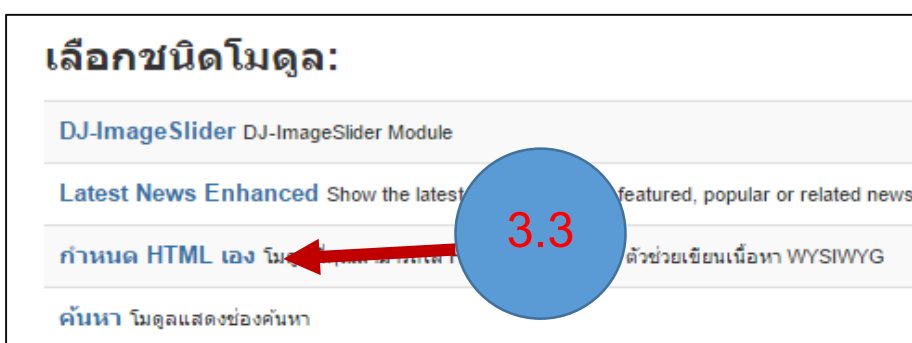 เลือกชนิดโมดูล:
DJ-ImageSlider DJ-ImageSlider Module
Latest News Enhanced Show the latest featured, popular or related news
3.3
กำหนด HTML เอง ตัวช่วยเขียนเนื้อหา WYSIWYG
ค้นหา โมดูลแสดงช่องค้นหา